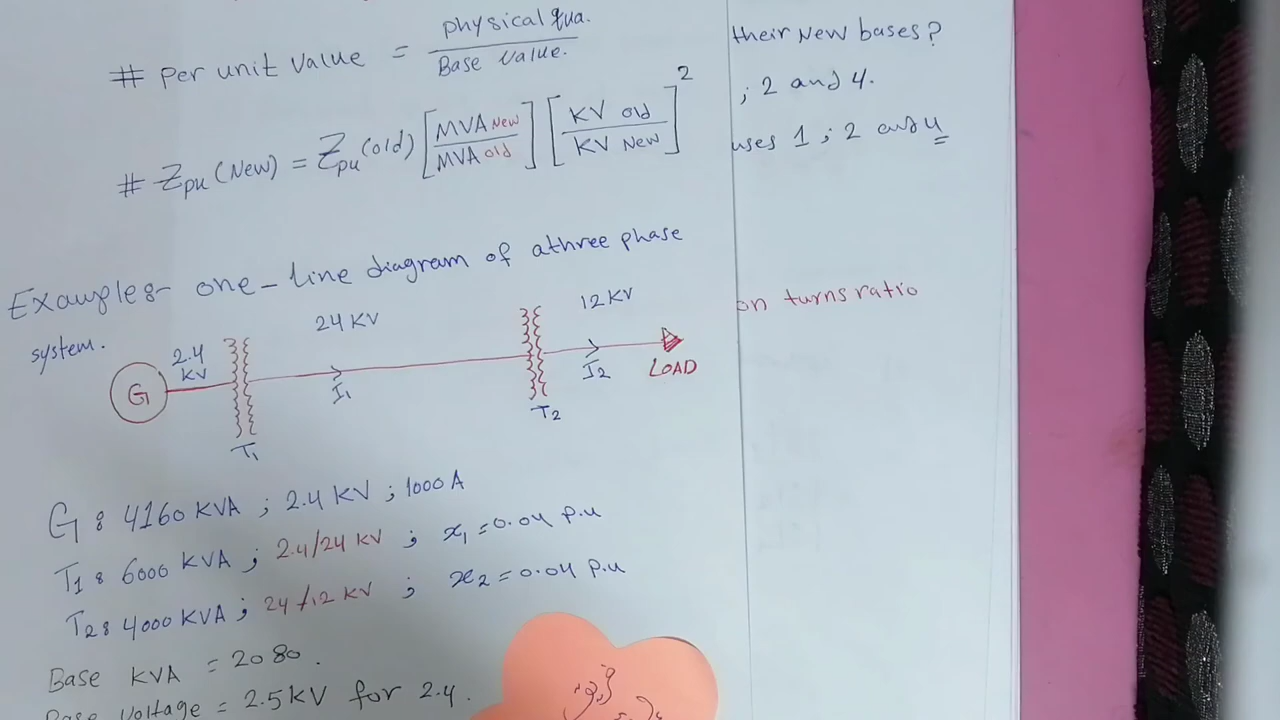 # per unit value = physical qua. / Base value.
their New bases?
; 2 and 4.
# Zpu (New) = Zpu (old) [MVA New / MVA old] [KV old / KV New]²
uses 1 ; 2 and 4
Example:- one-line diagram of a three phase
system.
24 KV
12 KV
on turns ratio
2.4
KV
G
I1
I2
LOAD
T1
T2
G : 4160 KVA ; 2.4 KV ; 1000 A
T1 : 6000 KVA ; 2.4/24 KV ; x1 = 0.04 p.u
T2 : 4000 KVA ; 24/12 KV ; x2 = 0.04 p.u
Base KVA = 2080.
Base Voltage = 2.5 KV for 2.4.